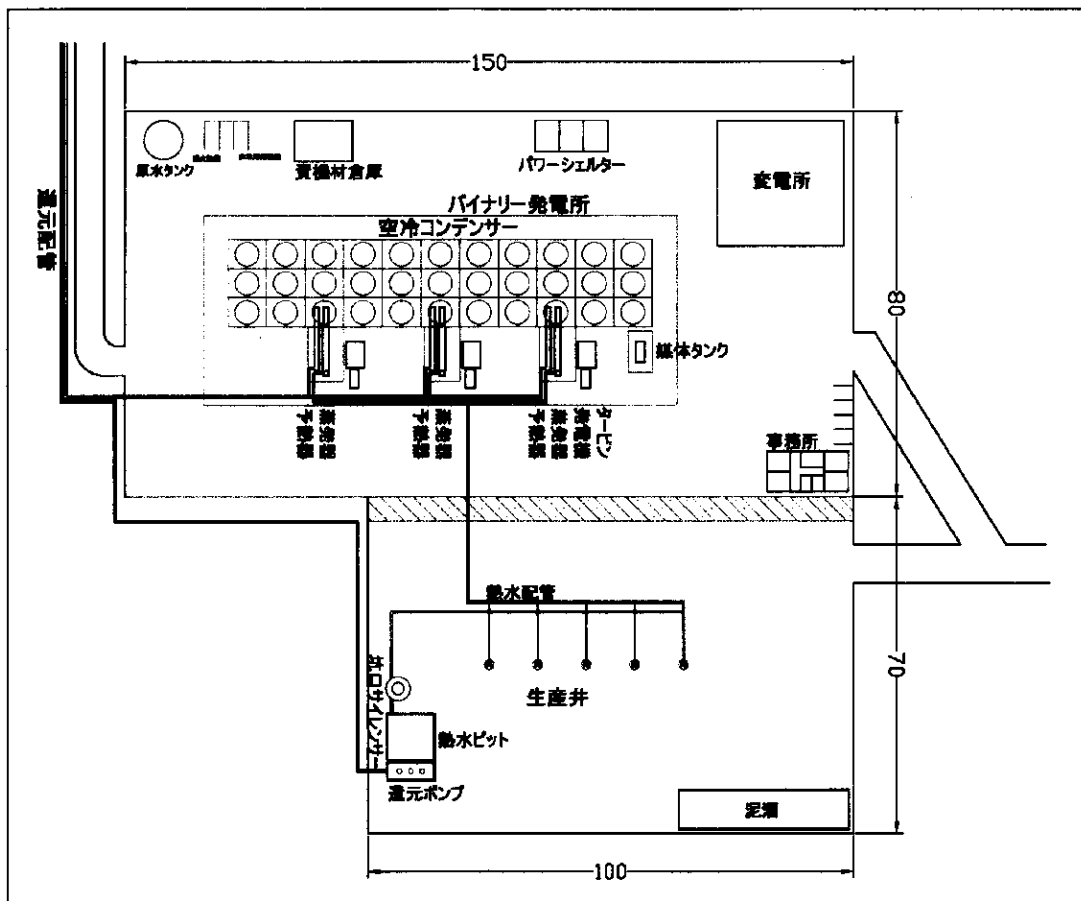 150
原水タンク
資機材倉庫
パワーシェルター
変電所
還元配管
バイナリー発電所
空冷コンデンサー
80
媒体タンク
予熱器
蒸発器
予熱器
蒸発器
予熱器
蒸発器
発電機
タービン
事務所
熱水配管
70
坑口サイレンサー
生産井
熱水ピット
還元ポンプ
泥溜
100